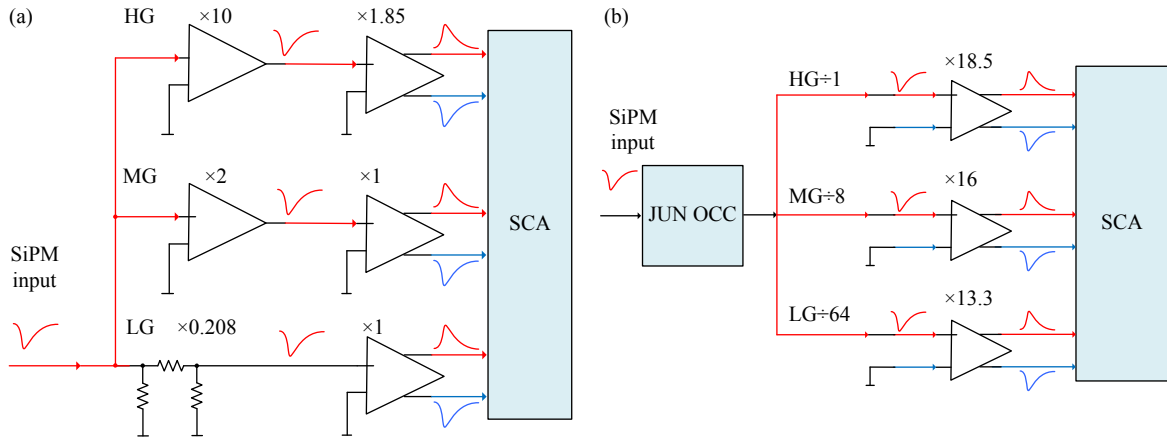 (a)
HG
×10
×1.85
MG
×2
×1
SiPM
input
LG
×0.208
×1
SCA
(b)
SiPM
input
JUN OCC
HG÷1
×18.5
MG÷8
×16
LG÷64
×13.3
SCA